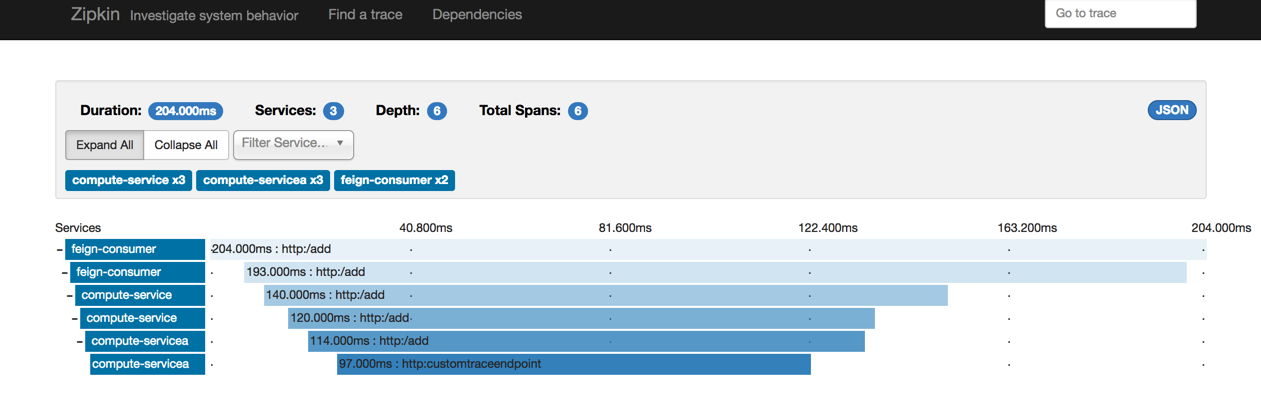 Zipkin Investigate system behavior Find a trace Dependencies Go to trace
Duration: 204.000ms Services: 3 Depth: 6 Total Spans: 6 JSON
Expand All Collapse All Filter Service...
compute-service x3 compute-servicea x3 feign-consumer x2
Services 40.800ms 81.600ms 122.400ms 163.200ms 204.000ms
− feign-consumer 204.000ms : http:/add
− feign-consumer 193.000ms : http:/add
− compute-service 140.000ms : http:/add
− compute-service 120.000ms : http:/add
− compute-servicea 114.000ms : http:/add
compute-servicea 97.000ms : http:customtraceendpoint